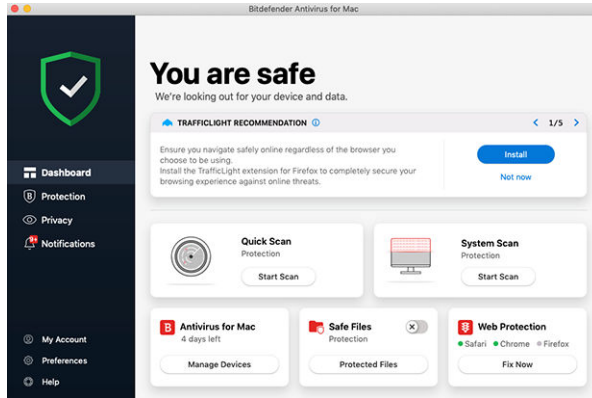 Bitdefender Antivirus for Mac
You are safe
We're looking out for your device and data.
TRAFFICLIGHT RECOMMENDATION
1/5
Ensure you navigate safely online regardless of the browser you
choose to be using.
Install the TrafficLight extension for Firefox to completely secure your
browsing experience against online threats.
Install
Not now
Dashboard
B Protection
Privacy
9+
Notifications
Quick Scan
Protection
Start Scan
System Scan
Protection
Start Scan
B Antivirus for Mac
4 days left
Manage Devices
Safe Files
Protection
Protected Files
Web Protection
Safari Chrome Firefox
Fix Now
My Account
Preferences
Help